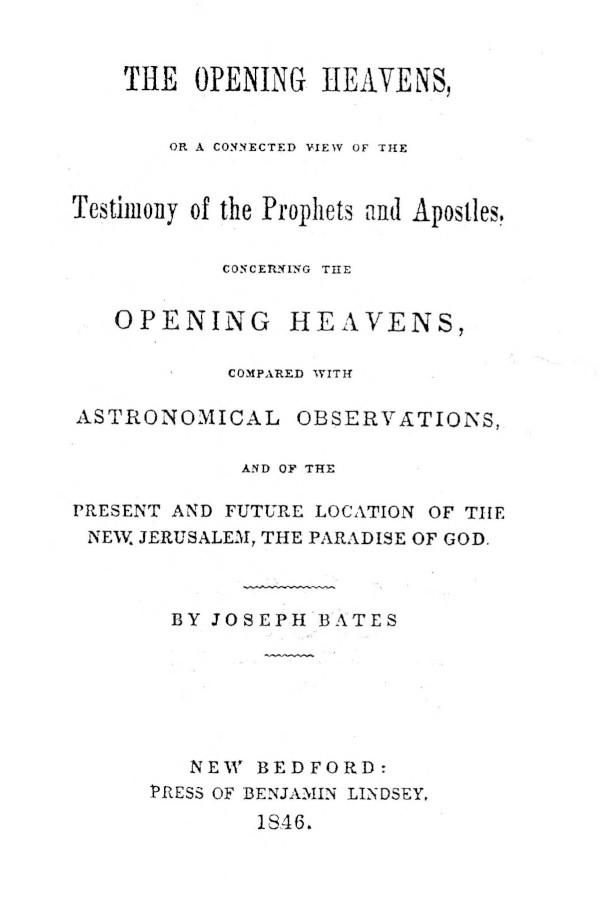 THE OPENING HEAVENS,
OR A CONNECTED VIEW OF THE
Testimony of the Prophets and Apostles,
CONCERNING THE
OPENING HEAVENS,
COMPARED WITH
ASTRONOMICAL OBSERVATIONS,
AND OF THE
PRESENT AND FUTURE LOCATION OF THE
NEW JERUSALEM, THE PARADISE OF GOD.
BY JOSEPH BATES
NEW BEDFORD:
PRESS OF BENJAMIN LINDSEY,
1846.